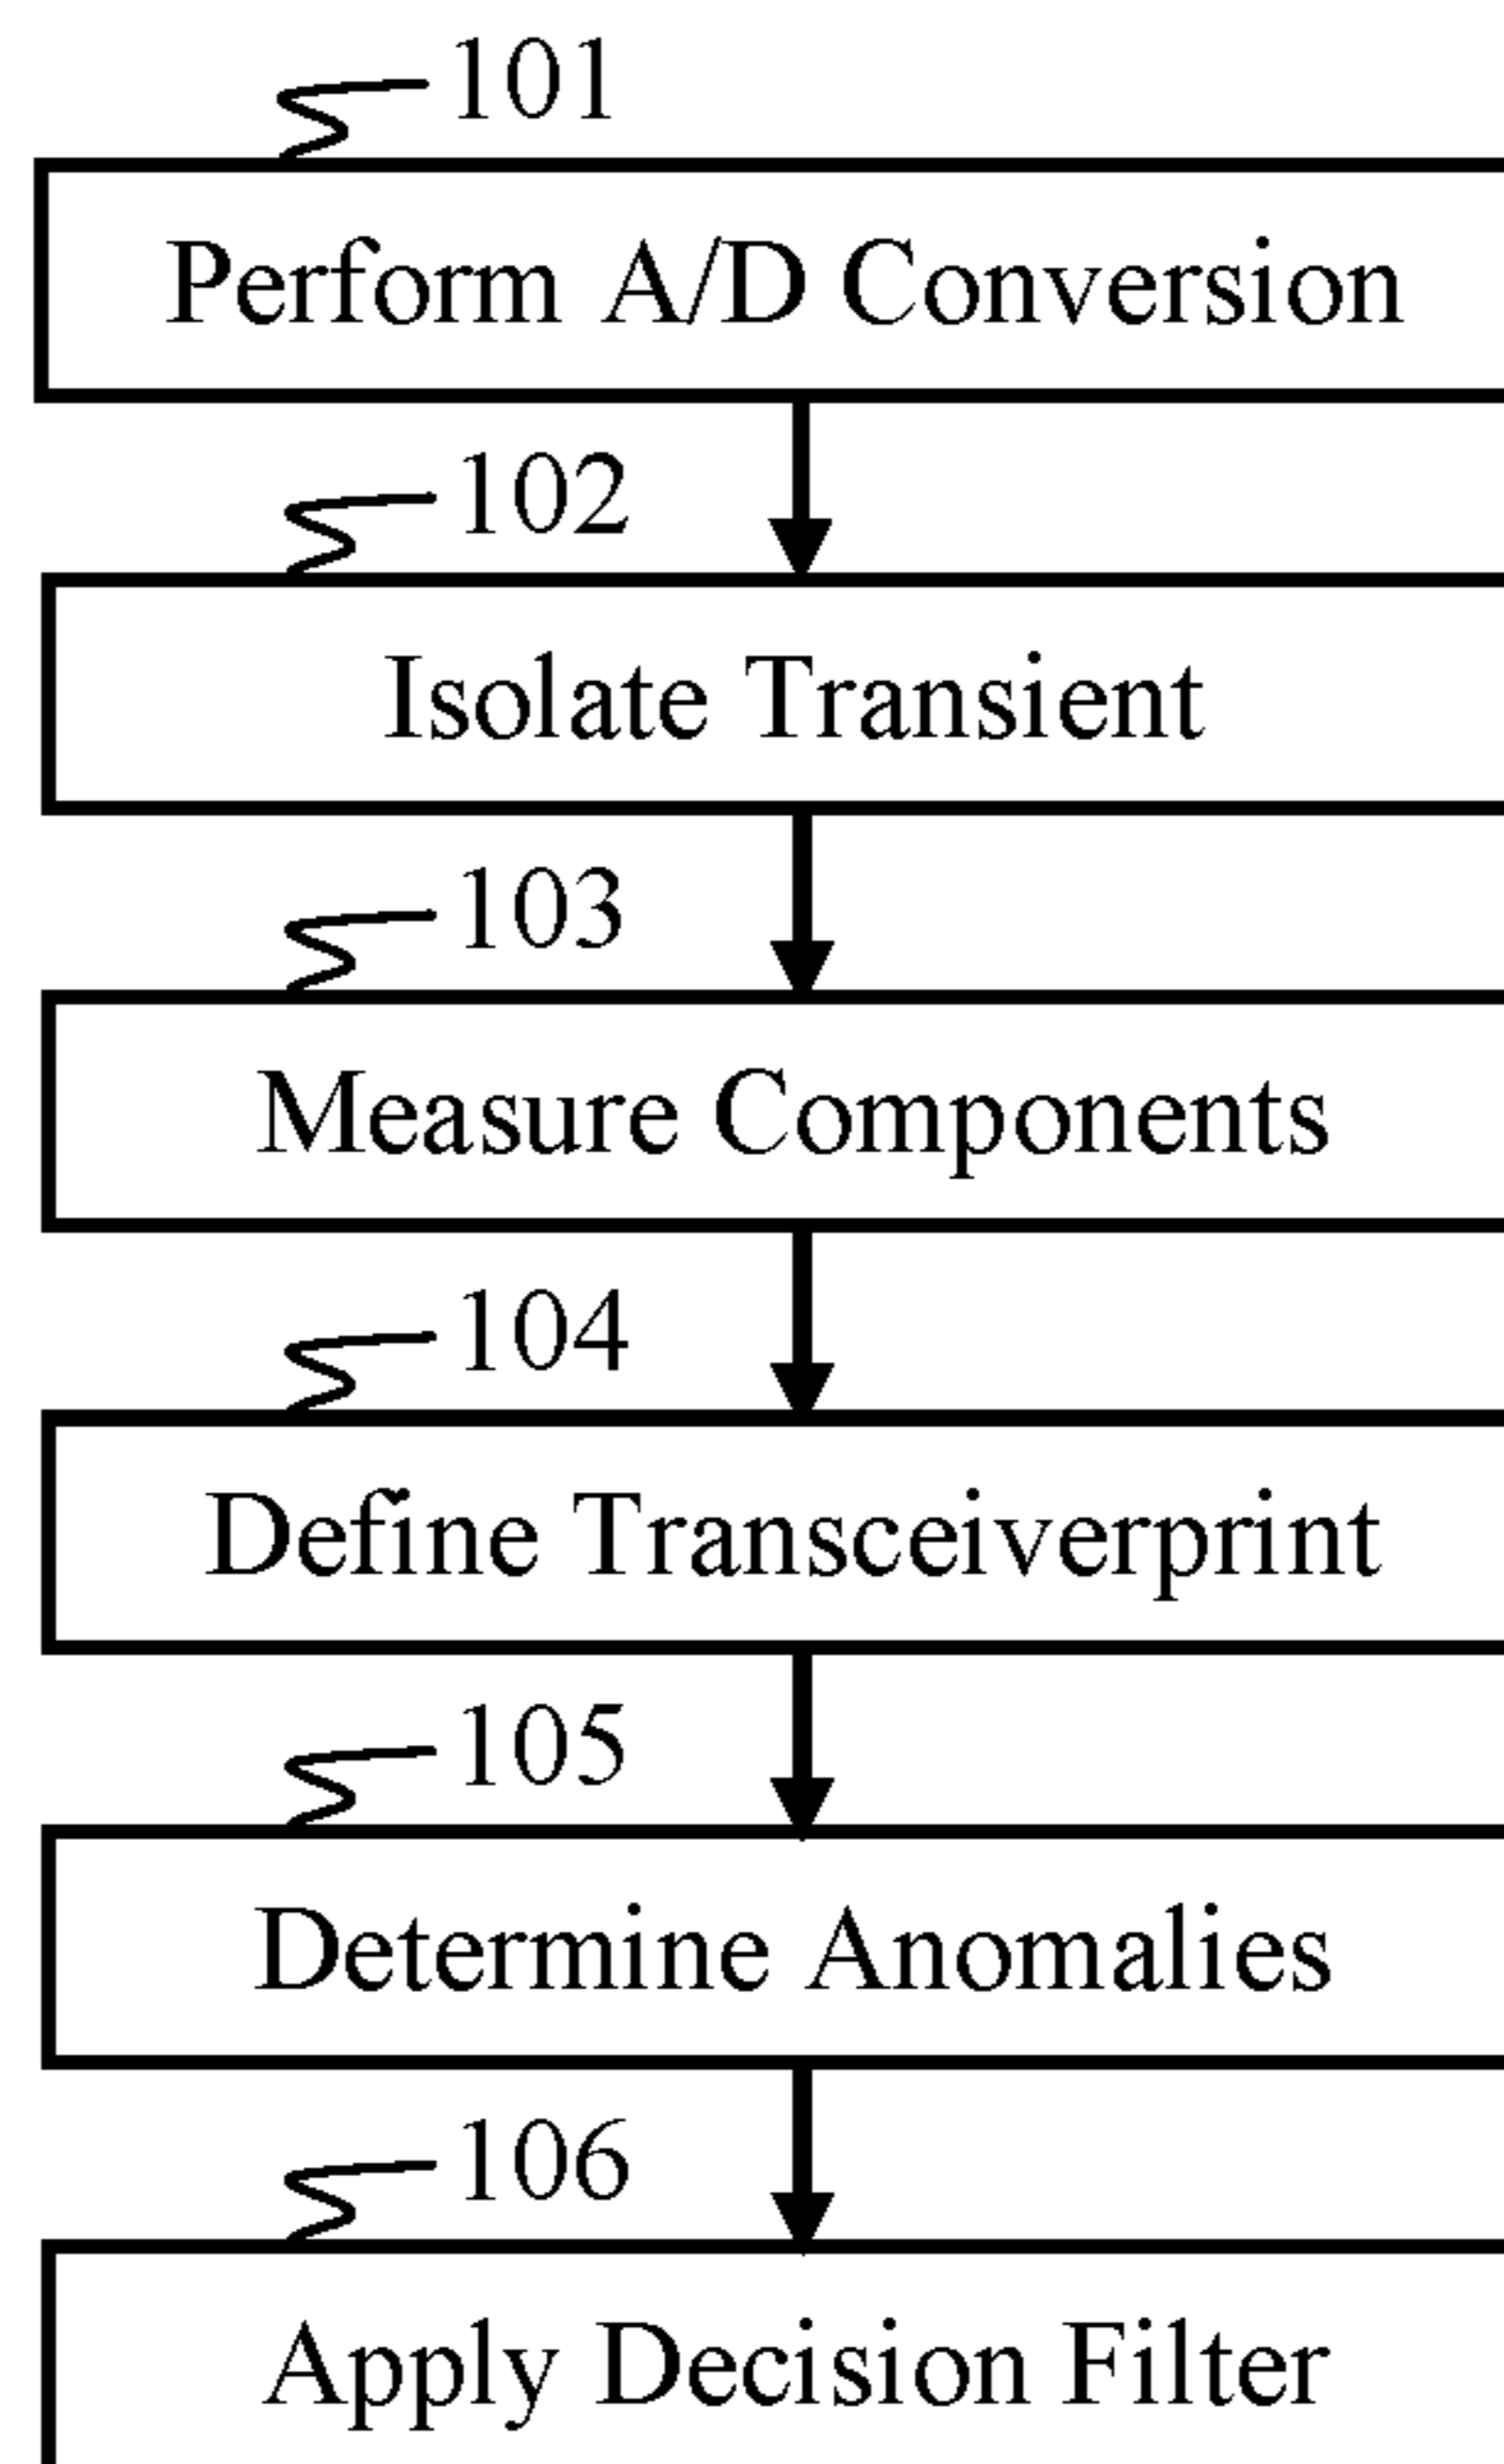 101
Perform A/D Conversion
102
Isolate Transient
103
Measure Components
104
Define Transceiverprint
105
Determine Anomalies
106
Apply Decision Filter